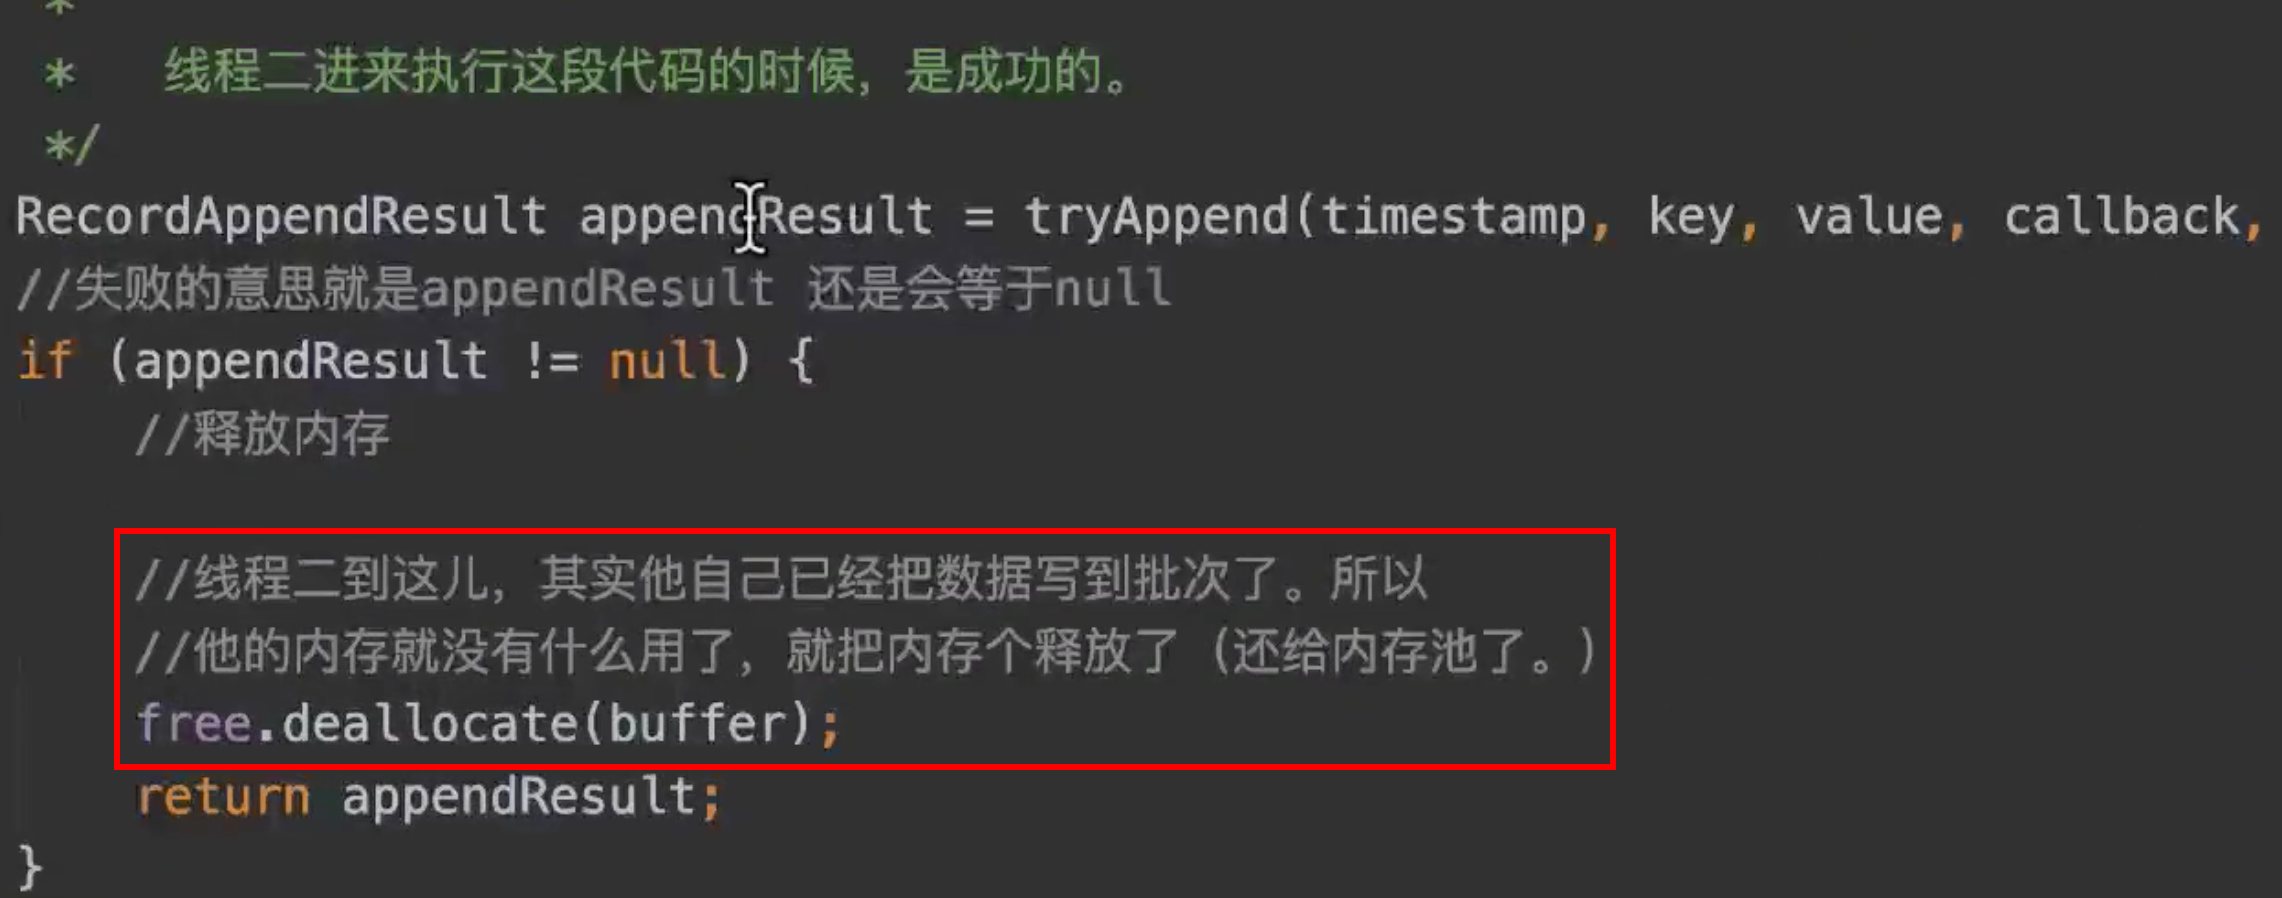 *
* 线程二进来执行这段代码的时候，是成功的。
*/
RecordAppendResult appendResult = tryAppend(timestamp, key, value, callback,
//失败的意思就是appendResult 还是会等于null
if (appendResult != null) {
//释放内存
//线程二到这儿，其实他自己已经把数据写到批次了。所以
//他的内存就没有什么用了，就把内存个释放了（还给内存池了。）
free.deallocate(buffer);
return appendResult;
}